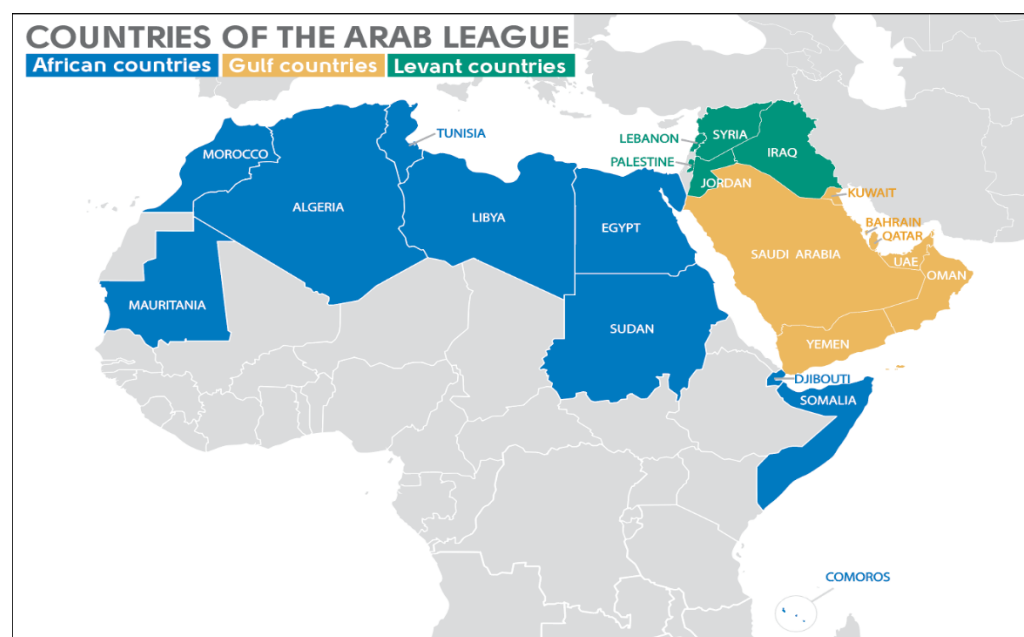 COUNTRIES OF THE ARAB LEAGUE
African countries Gulf countries Levant countries
TUNISIA
LEBANON
SYRIA
MOROCCO
IRAQ
PALESTINE
JORDAN
KUWAIT
ALGERIA
LIBYA
EGYPT
BAHRAIN
QATAR
SAUDI ARABIA
UAE
OMAN
MAURITANIA
SUDAN
YEMEN
DJIBOUTI
SOMALIA
COMOROS